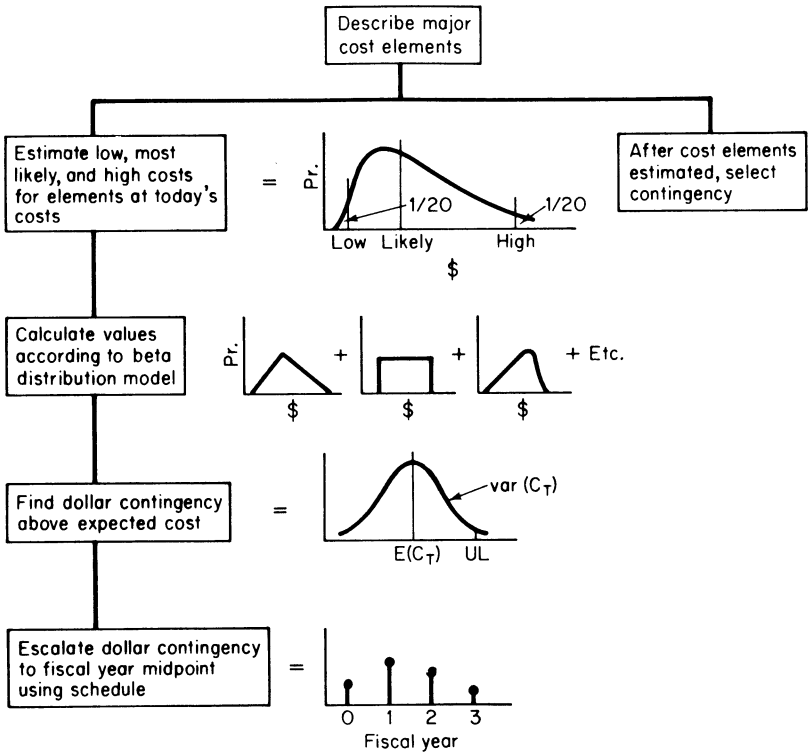 Describe major
cost elements
Estimate low, most
likely, and high costs
for elements at today's
costs
=
Pr.
1/20
1/20
Low Likely High
$
After cost elements
estimated, select
contingency
Calculate values
according to beta
distribution model
Pr.
+
+
+ Etc.
$ $ $
Find dollar contingency
above expected cost
=
var (CT)
E(CT) UL
Escalate dollar contingency
to fiscal year midpoint
using schedule
=
0 1 2 3
Fiscal year